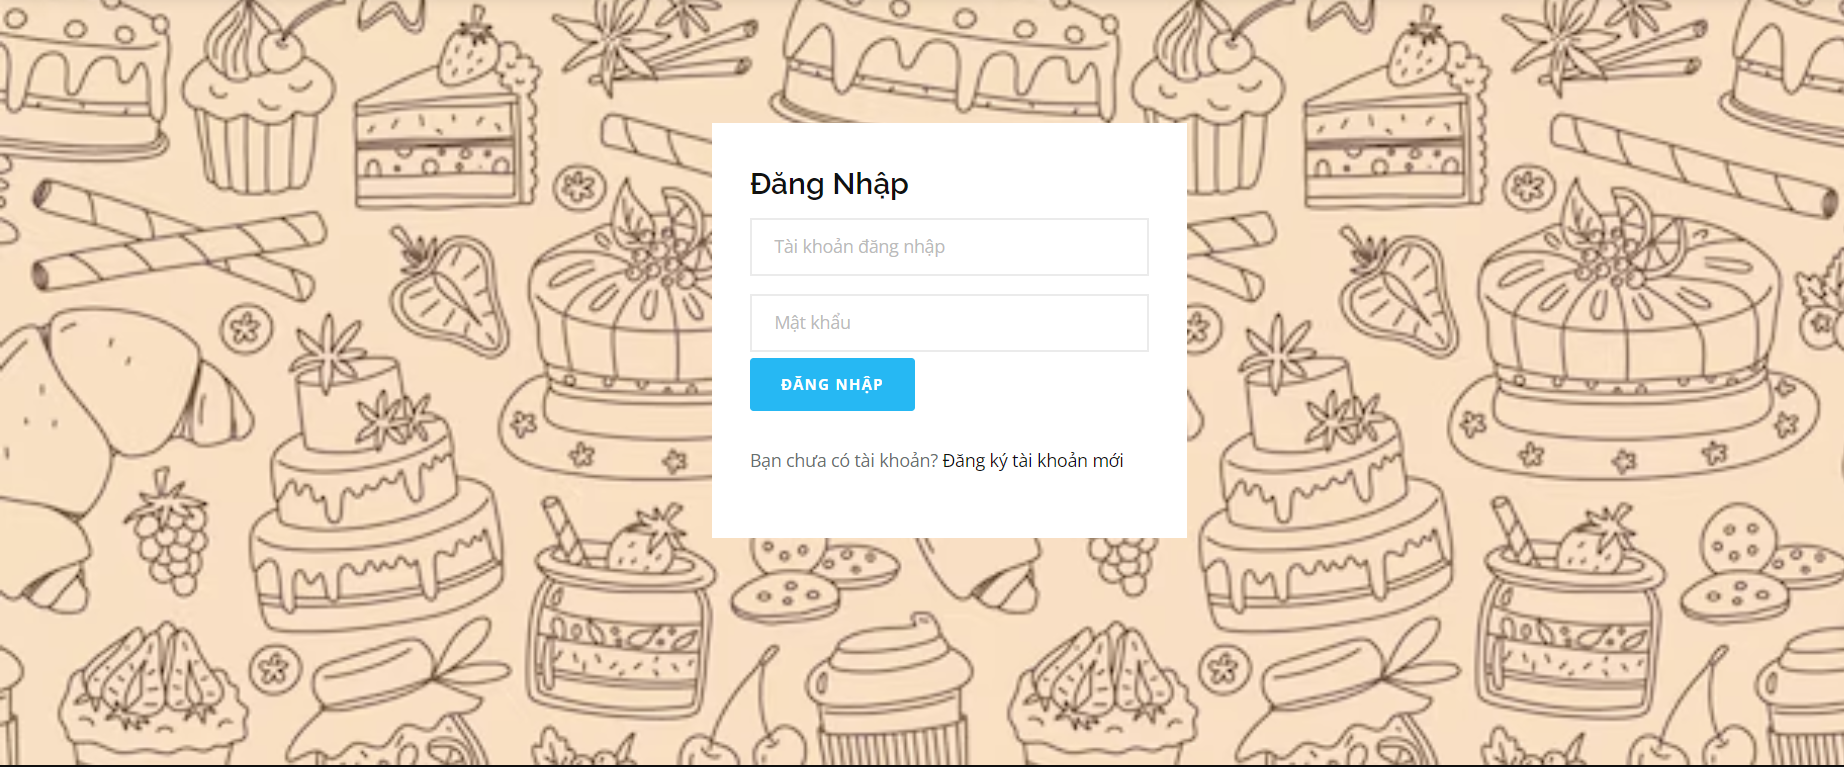 Đăng Nhập
Tài khoản đăng nhập
Mật khẩu
ĐĂNG NHẬP
Bạn chưa có tài khoản? Đăng ký tài khoản mới